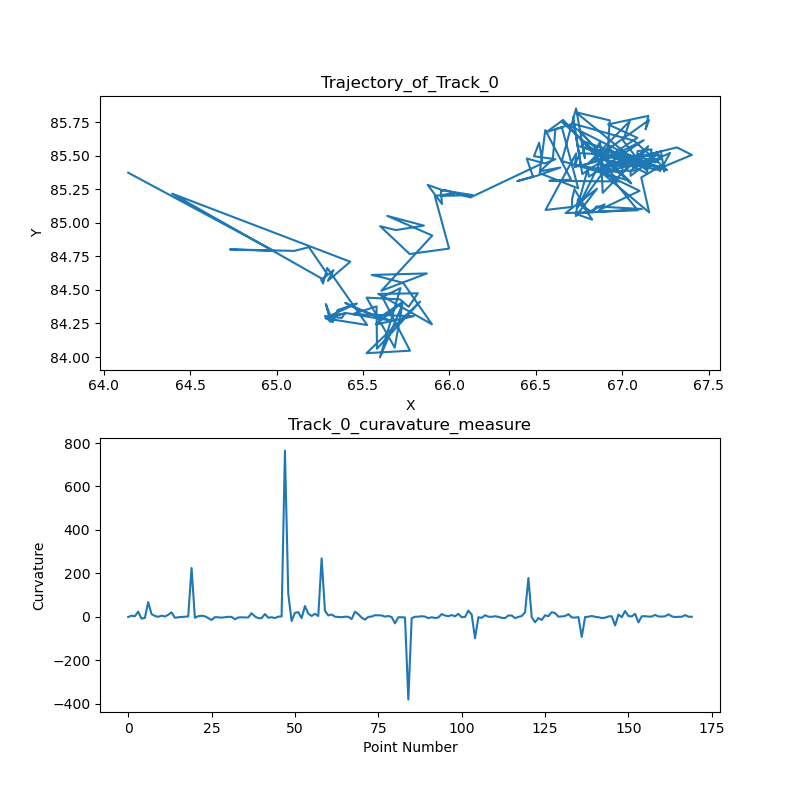 Trajectory_of_Track_0
85.75
85.50
85.25
85.00
84.75
84.50
84.25
84.00
Y
64.0 64.5 65.0 65.5 66.0 66.5 67.0 67.5
X
Track_0_curavature_measure
800
600
400
200
0
−200
−400
Curvature
0 25 50 75 100 125 150 175
Point Number